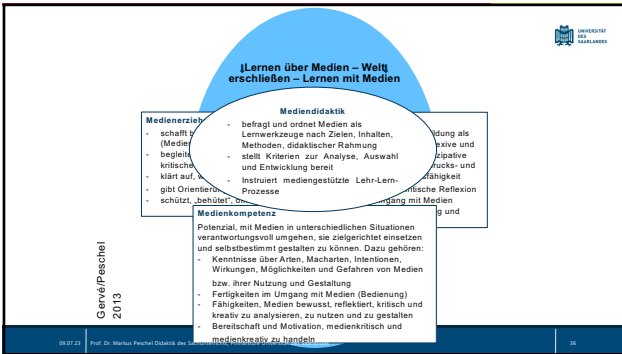 UNIVERSITÄT
DES
SAARLANDES
„Lernen über Medien – Welt
erschließen – Lernen mit Medien
Mediendidaktik
- befragt und ordnet Medien als
Lernwerkzeuge nach Zielen, Inhalten,
Methoden, didaktischer Rahmung
- stellt Kriterien zur Analyse, Auswahl
und Entwicklung bereit
- Instruiert mediengestützte Lehr-Lern-
Prozesse
Medienerzieh
- schafft
(Medien
- begleite
kritische
- klärt auf, w
- gibt Orientierun
- schützt, „behütet",
ldung als
exive und
zipative
rucks- und
sfähigkeit
tische Reflexion
gang mit Medien
g und
Medienkompetenz
Potenzial, mit Medien in unterschiedlichen Situationen
verantwortungsvoll umgehen, sie zielgerichtet einsetzen
und selbstbestimmt gestalten zu können. Dazu gehören:
- Kenntnisse über Arten, Macharten, Intentionen,
Wirkungen, Möglichkeiten und Gefahren von Medien
bzw. ihrer Nutzung und Gestaltung
- Fertigkeiten im Umgang mit Medien (Bedienung)
- Fähigkeiten, Medien bewusst, reflektiert, kritisch und
kreativ zu analysieren, zu nutzen und zu gestalten
- Bereitschaft und Motivation, medienkritisch und
medienkreativ zu handeln
Gervé/Peschel
2013
09.07.23 Prof. Dr. Markus Peschel Didaktik des 36